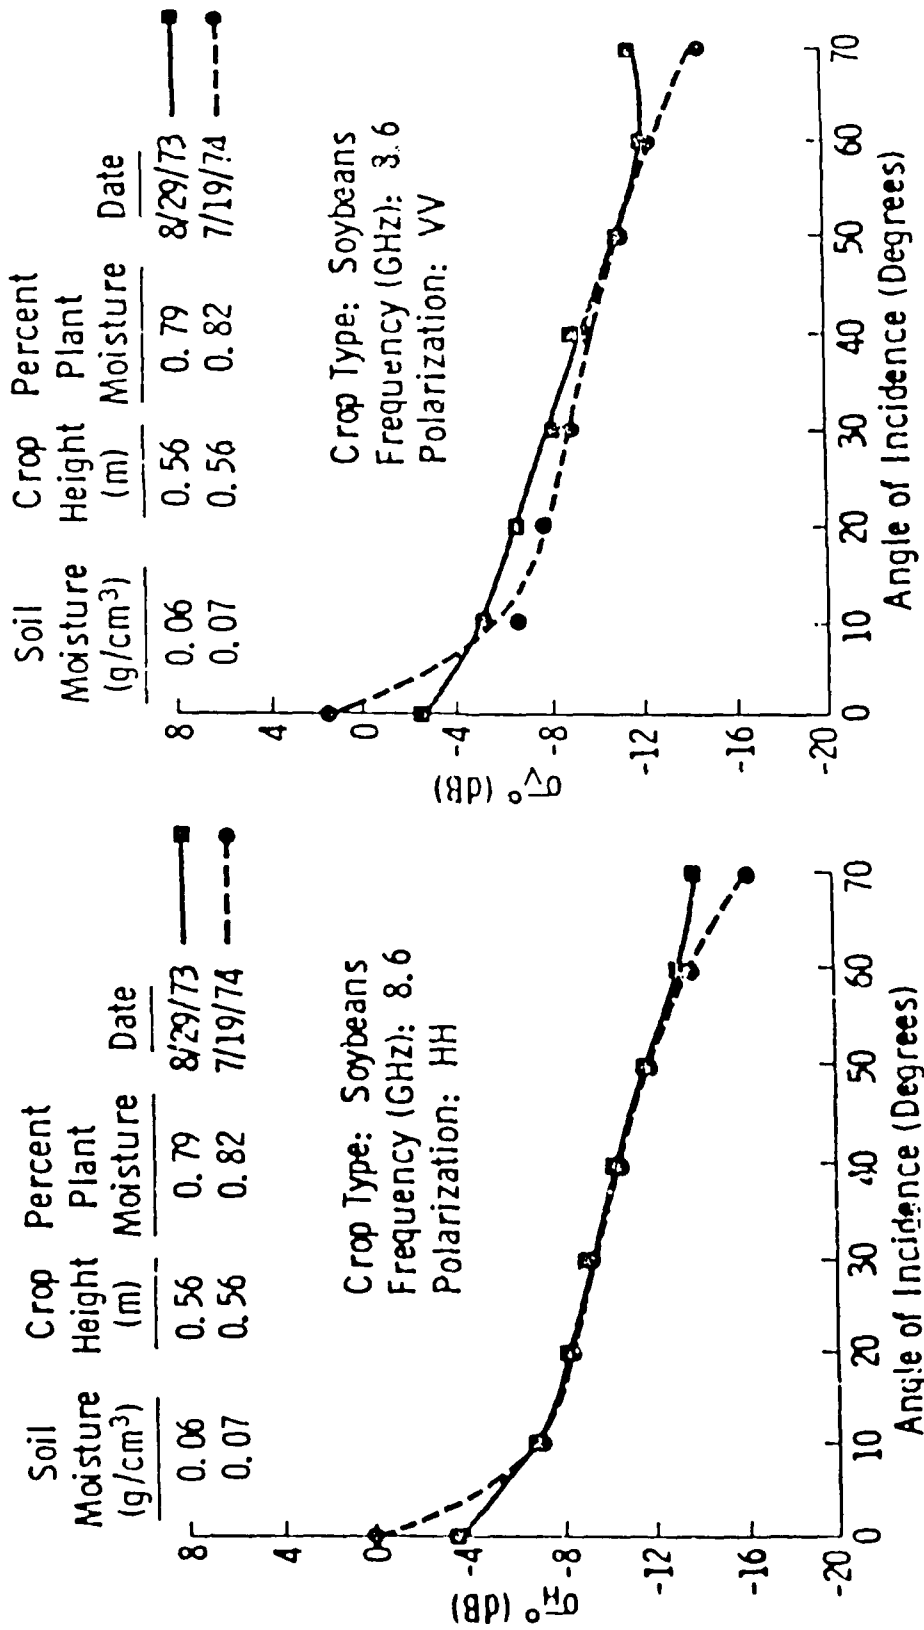 Soil Crop Percent
Moisture Height Plant
(g/cm³) (m) Moisture Date
0.06 0.56 0.79 8/29/73
0.07 0.56 0.82 7/19/74
Crop Type: Soybeans
Frequency (GHz): 8.6
Polarization: HH
8
4
0
-4
-8
-12
-16
-20
σH° (dB)
0 10 20 30 40 50 60 70
Angle of Incidence (Degrees)
Soil Crop Percent
Moisture Height Plant
(g/cm³) (m) Moisture Date
0.06 0.56 0.79 8/29/73
0.07 0.56 0.82 7/19/74
Crop Type: Soybeans
Frequency (GHz): 8.6
Polarization: VV
8
4
0
-4
-8
-12
-16
-20
σV° (dB)
0 10 20 30 40 50 60 70
Angle of Incidence (Degrees)